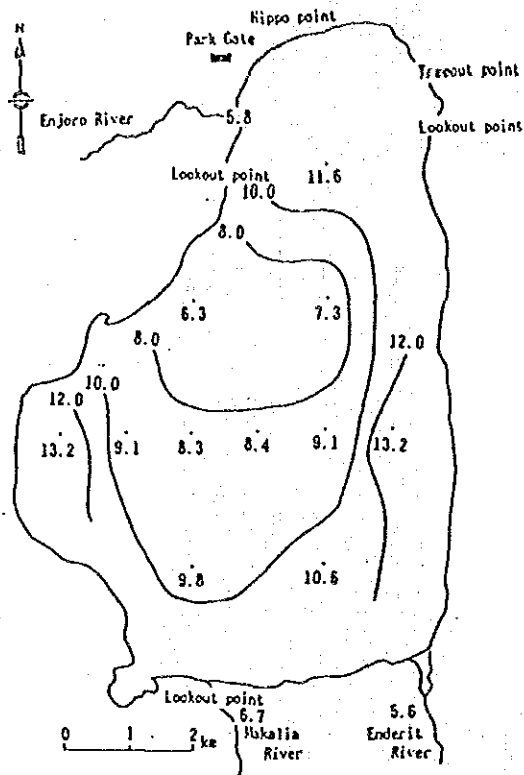 Hippo point
N
Park Gate
Treeout point
5.8
Enjoro River
Lookout point
Lookout point
11.6
10.0
8.0
6.3
7.3
8.0
12.0
10.0
12.0
13.2
9.1
8.3
8.4
9.1
13.2
9.8
10.6
Lookout point
6.7
5.6
0 1 2 km
Makalia
Enderit
River
River